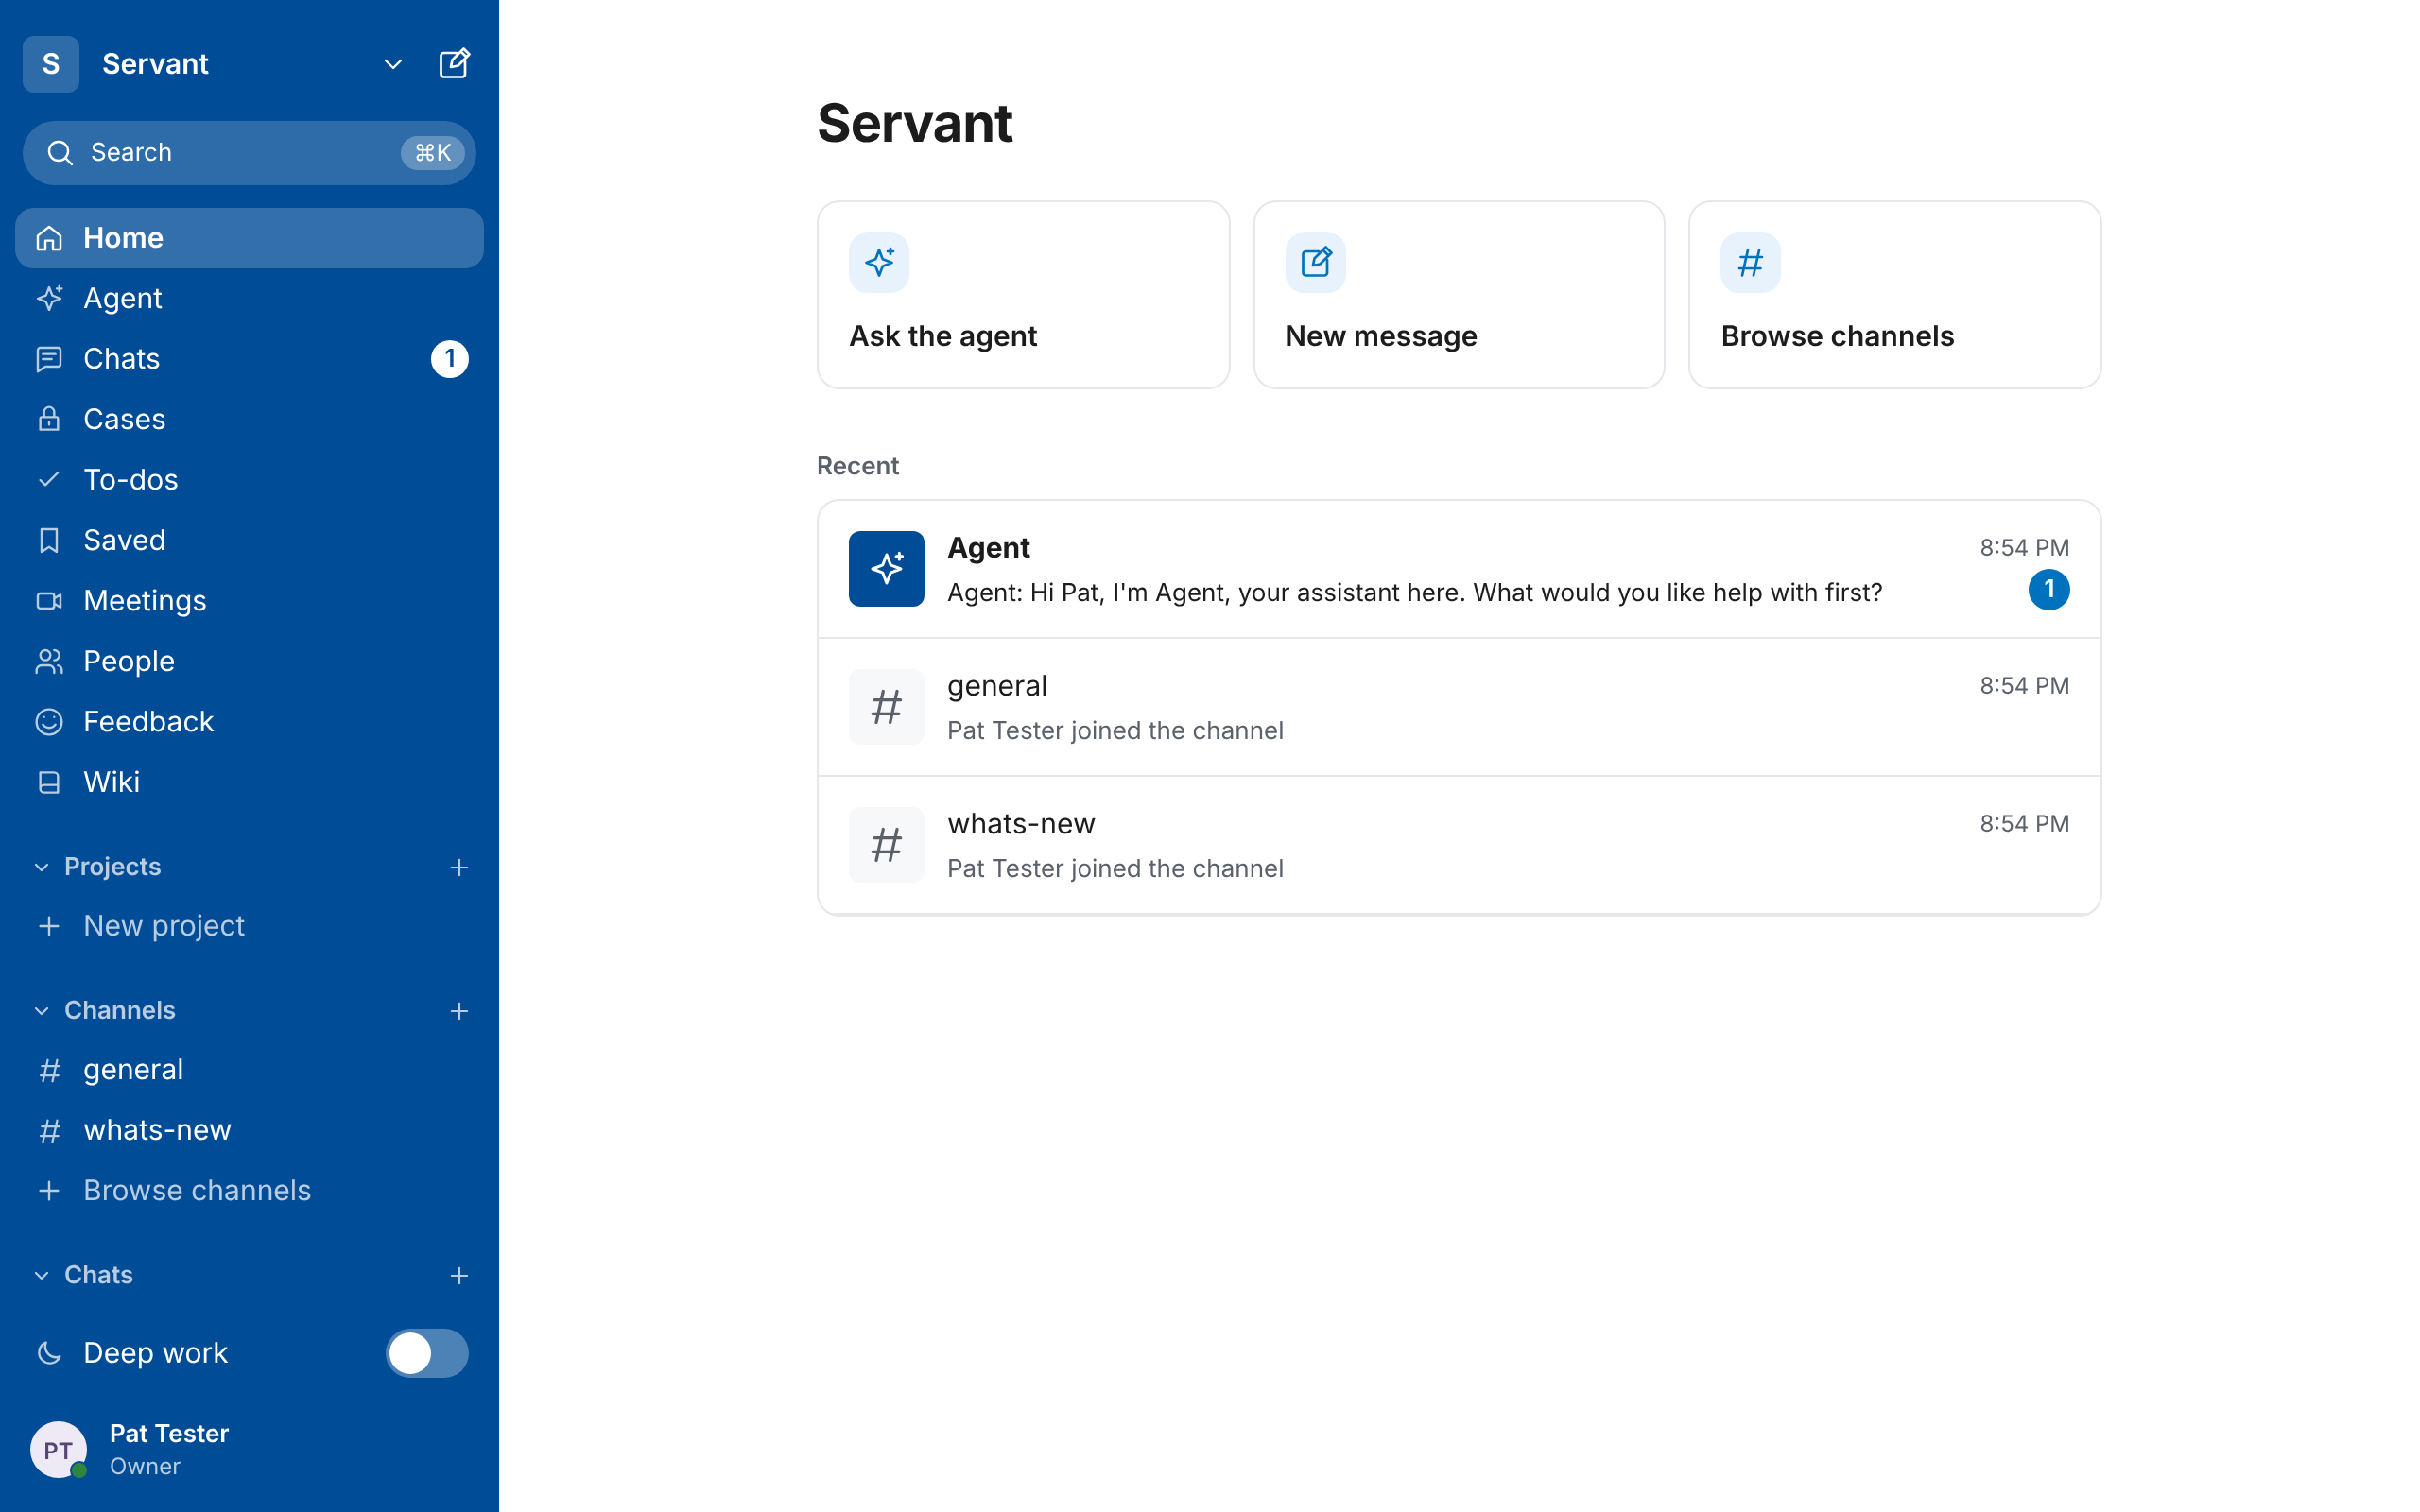 S Servant
Search ⌘K
Home
Agent
Chats 1
Cases
To-dos
Saved
Meetings
People
Feedback
Wiki
Projects
New project
Channels
# general
# whats-new
Browse channels
Chats
Deep work
PT Pat Tester
Owner
Servant
Ask the agent
New message
# Browse channels
Recent
Agent 8:54 PM
Agent: Hi Pat, I'm Agent, your assistant here. What would you like help with first? 1
# general 8:54 PM
Pat Tester joined the channel
# whats-new 8:54 PM
Pat Tester joined the channel